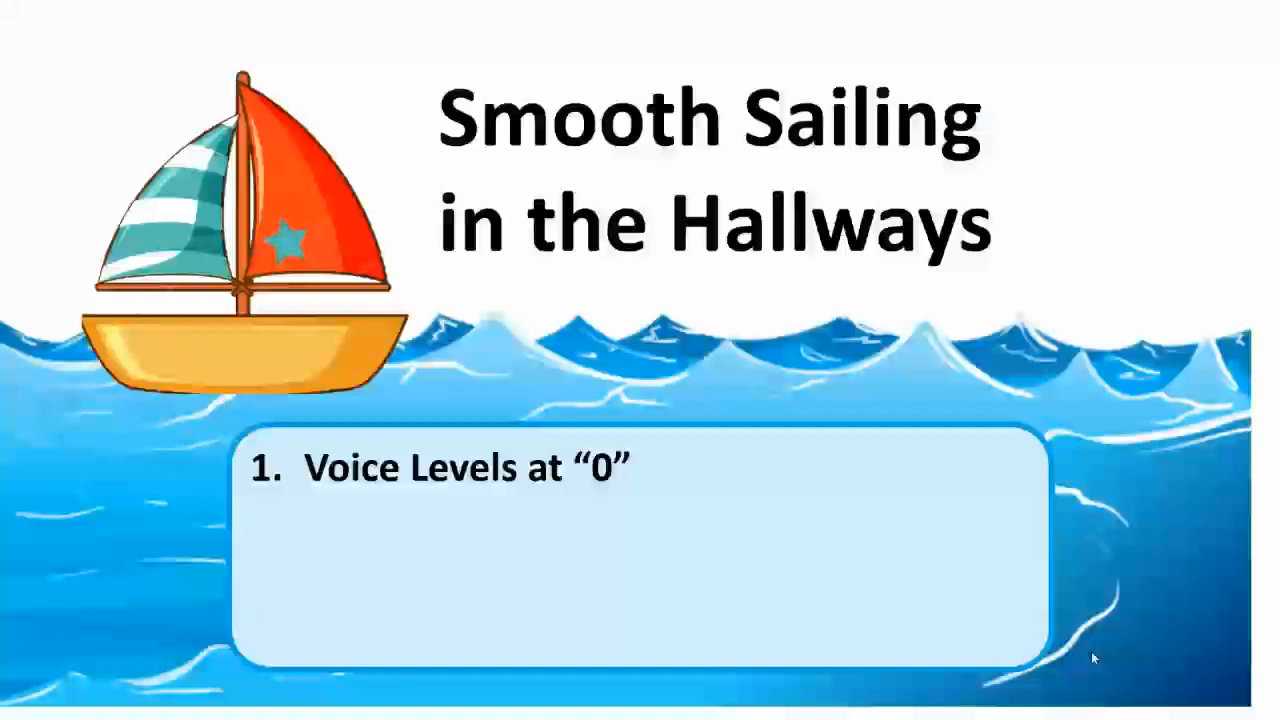 Smooth Sailing
in the Hallways
1. Voice Levels at “0”